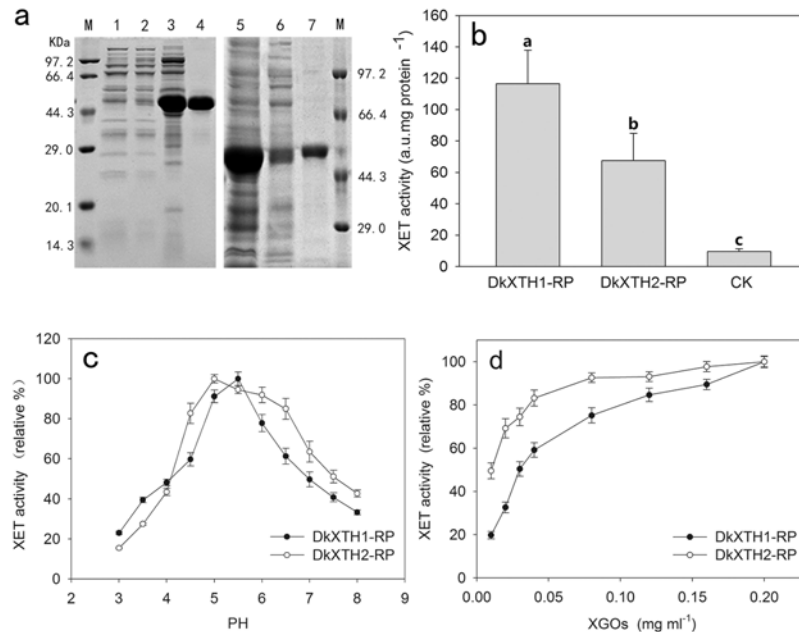 a
M 1 2 3 4 5 6 7 M
KDa
97.2
66.4
44.3
29.0
20.1
14.3
97.2
66.4
44.3
29.0
b
XET activity (a.u.mg protein ⁻¹)
160
140
120
100
80
60
40
20
0
a
b
c
DkXTH1-RP DkXTH2-RP CK
c
XET activity (relative %)
120
100
80
60
40
20
0
DkXTH1-RP
DkXTH2-RP
2 3 4 5 6 7 8 9
PH
d
XET activity (relative %)
100
80
60
40
20
0
DkXTH1-RP
DkXTH2-RP
0.00 0.05 0.10 0.15 0.20
XGOs (mg ml⁻¹)